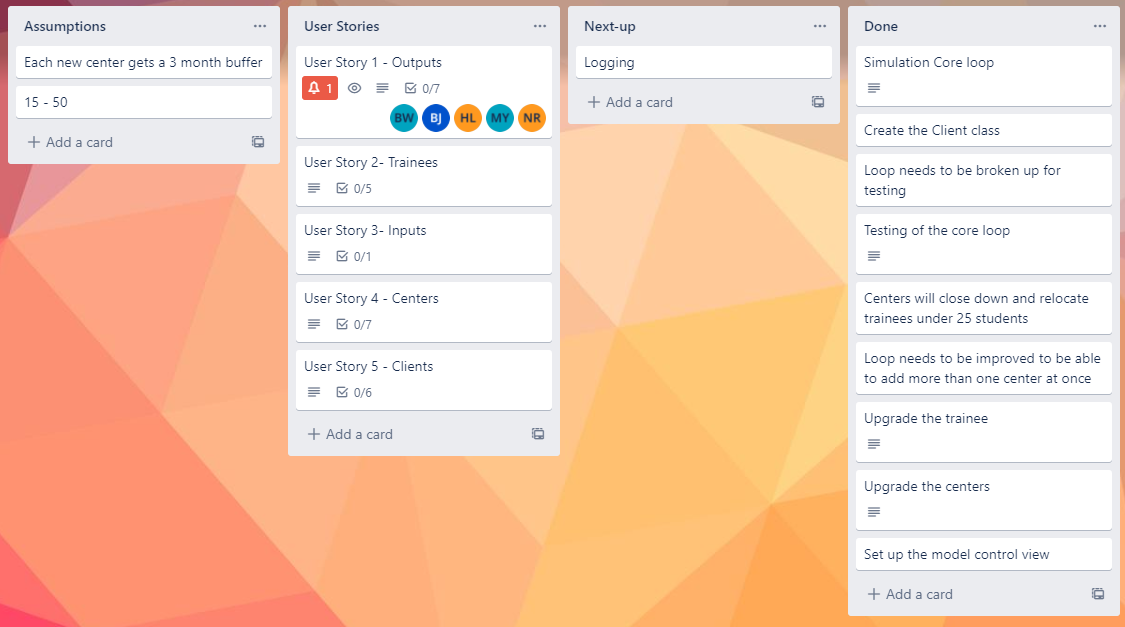 Assumptions
Each new center gets a 3 month buffer
15 - 50
Add a card
User Stories
User Story 1 - Outputs
1
0/7
BW BJ HL MY NR
User Story 2- Trainees
0/5
User Story 3- Inputs
0/1
User Story 4 - Centers
0/7
User Story 5 - Clients
0/6
Add a card
Next-up
Logging
Add a card
Done
Simulation Core loop
Create the Client class
Loop needs to be broken up for
testing
Testing of the core loop
Centers will close down and relocate
trainees under 25 students
Loop needs to be improved to be able
to add more than one center at once
Upgrade the trainee
Upgrade the centers
Set up the model control view
Add a card